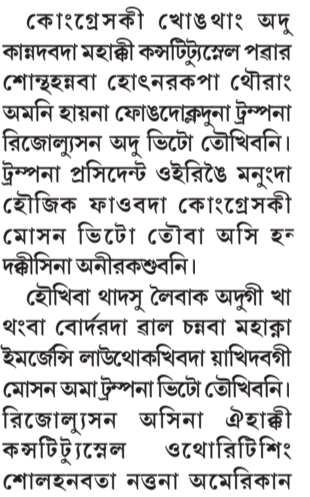 কোংগ্রেসকী খোঙথাং অদু
কান্নদবদা মহাক্কী কন্সটিট্যুস্নেল পৱার
শোন্থহন্নবা হোৎনরকপা থৌরাং
অমনি হায়না ফোঙদোক্লদুনা ট্রম্পনা
রিজোল্যুসন অদু ভিটো তৌখিবনি।
ট্রম্পনা প্রসিদেন্ট ওইরিঙৈ মনুংদা
হৌজিক ফাওবদা কোংগ্রেসকী
মোসন ভিটো তৌবা অসি হন্দ
দক্কীসিনা অনীরকশুবনি।
হৌখিবা থাদসু লৈবাক অদুগী খা
থংবা বোর্দরদা ৱাল চন্নবা মহাক্না
ইমর্জেন্সি লাউথোকখিবদা য়াখিদবগী
মোসন অমা ট্রম্পনা ভিটো তৌখিবনি।
রিজোল্যুসন অসিনা ঐহাক্কী
কন্সটিট্যুস্নেল ওথোরিটিশিং
শোলহনবতা নত্তনা অমেরিকান